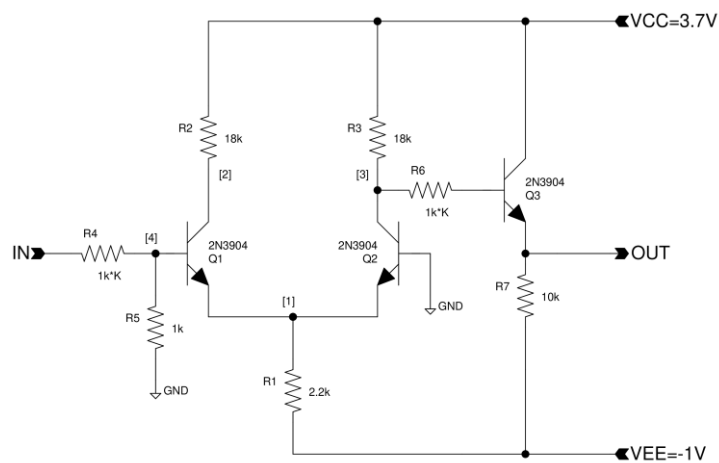 VCC=3.7V
R2
18k
R3
18k
[2]
[3]
R6
1k*K
2N3904
Q3
IN
R4
1k*K
[4]
2N3904
Q1
2N3904
Q2
OUT
R5
1k
GND
[1]
GND
R7
10k
R1
2.2k
VEE=-1V